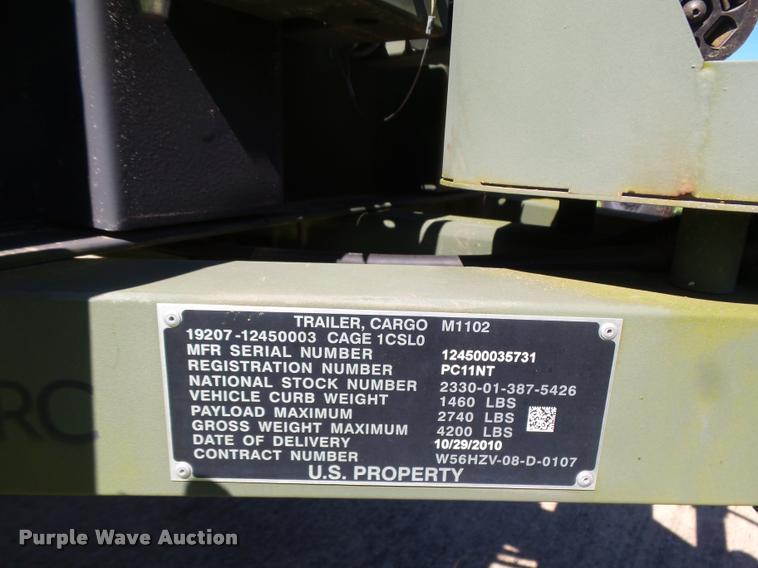 TRAILER, CARGO M1102
19207-12450003 CAGE 1CSL0
MFR SERIAL NUMBER 124500035731
REGISTRATION NUMBER PC11NT
NATIONAL STOCK NUMBER 2330-01-387-5426
VEHICLE CURB WEIGHT 1460 LBS
PAYLOAD MAXIMUM 2740 LBS
GROSS WEIGHT MAXIMUM 4200 LBS
DATE OF DELIVERY 10/29/2010
CONTRACT NUMBER W56HZV-08-D-0107
U.S. PROPERTY
RC
Purple Wave Auction